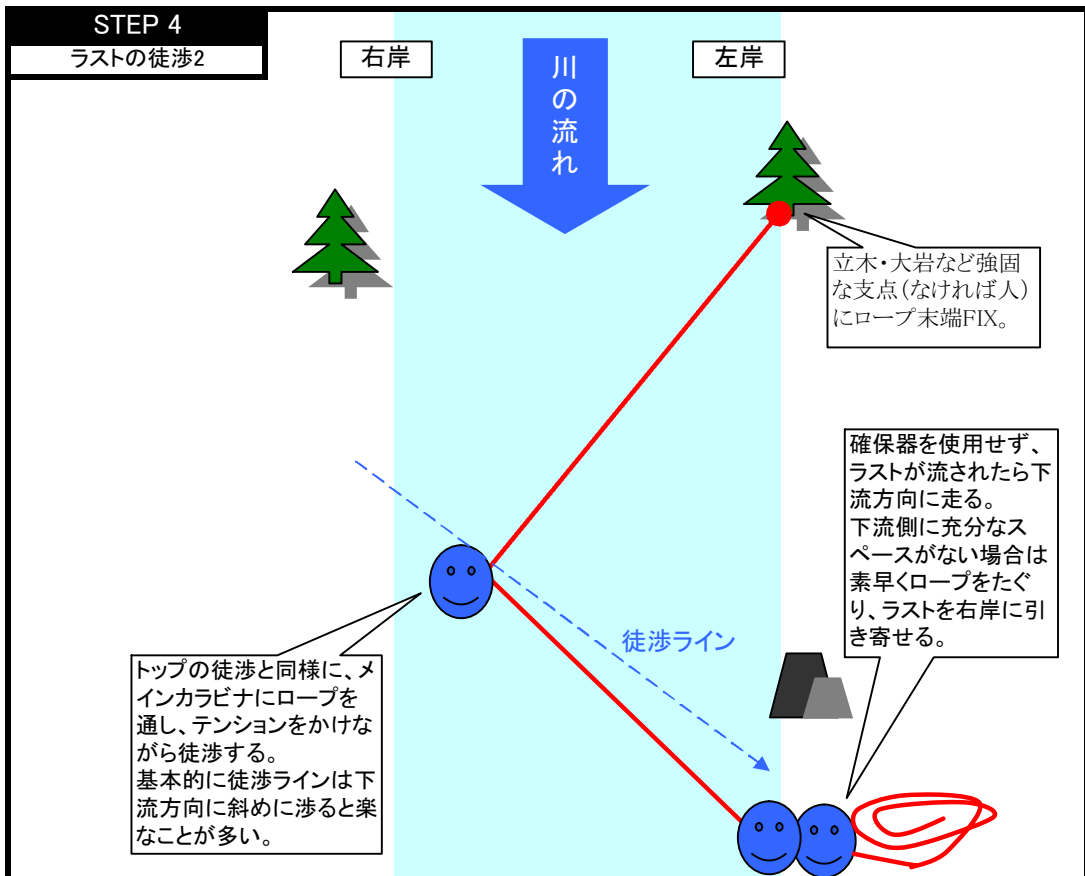 STEP 4
ラストの徒渉2
右岸
左岸
川の流れ
立木・大岩など強固
な支点(なければ人)
にロープ末端FIX。
確保器を使用せず、
ラストが流されたら下
流方向に走る。
下流側に充分なス
ペースがない場合は
素早くロープをたぐ
り、ラストを右岸に引
き寄せる。
徒渉ライン
トップの徒渉と同様に、メ
インカラビナにロープを
通し、テンションをかけな
がら徒渉する。
基本的に徒渉ラインは下
流方向に斜めに渉ると楽
なことが多い。